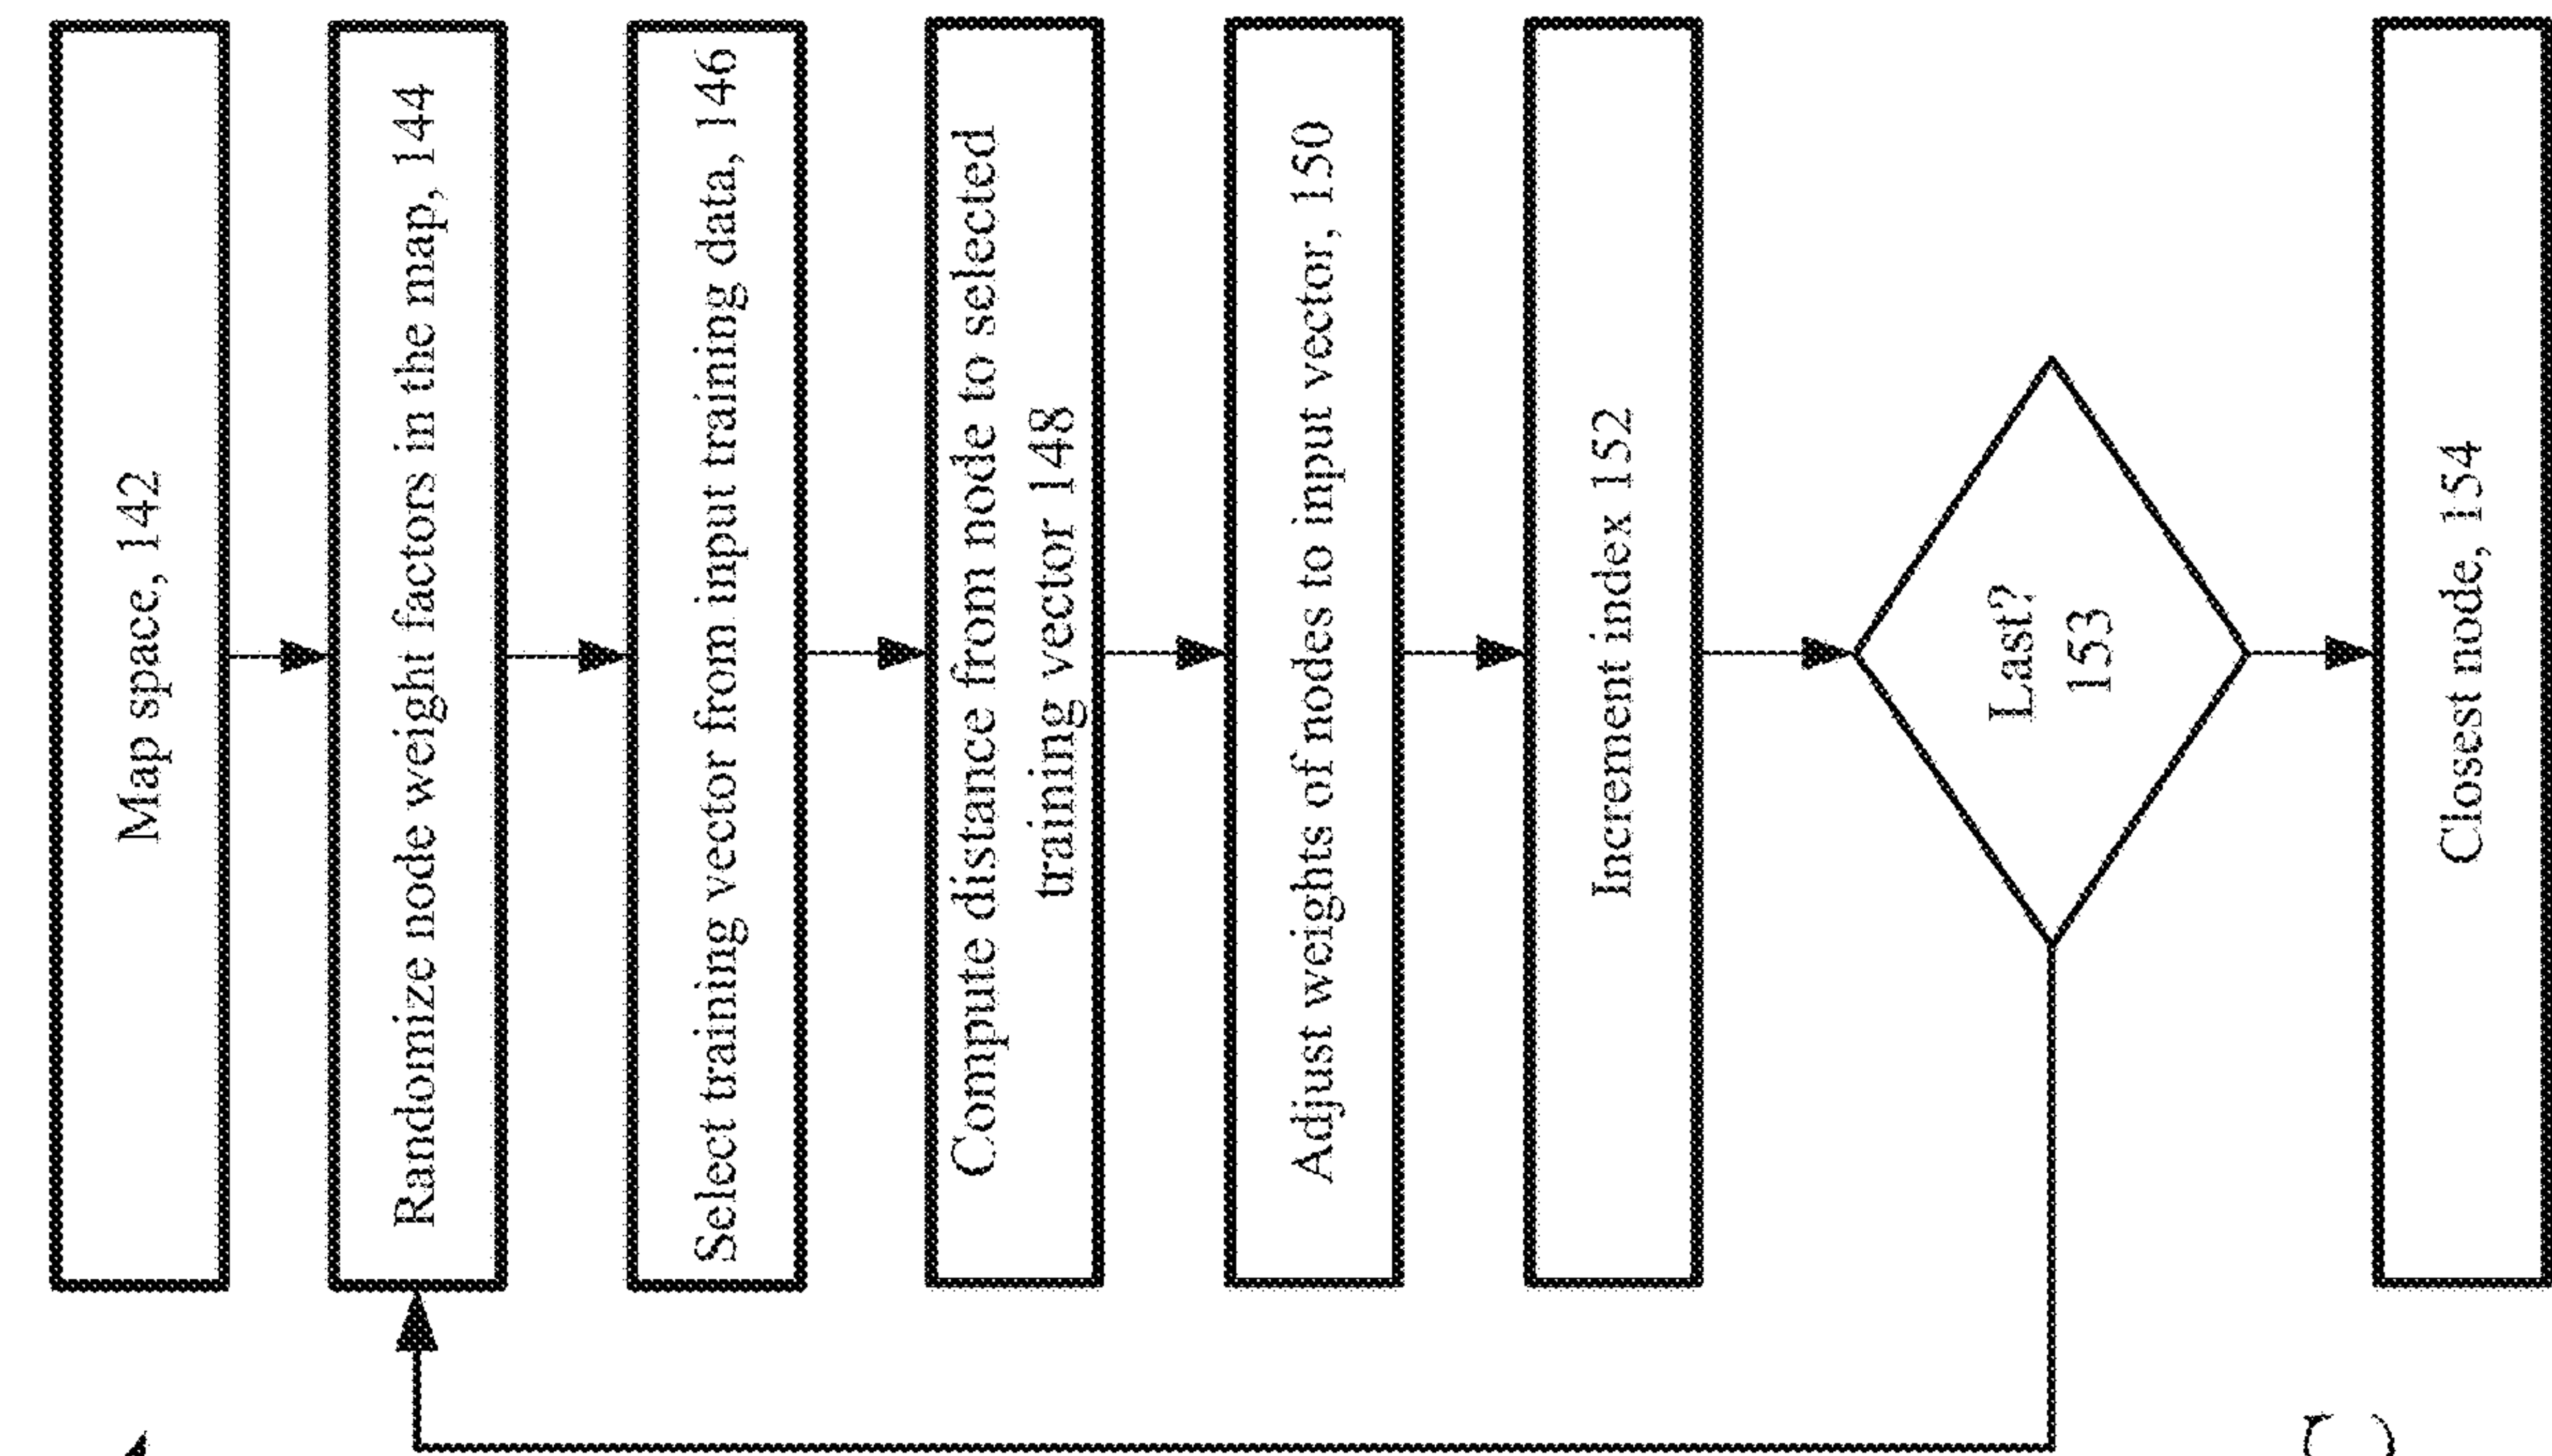 Map space, 142
Randomize node weight factors in the map, 144
Select training vector from input training data, 146
Compute distance from node to selected
training vector 148
Adjust weights of nodes to input vector, 150
Increment index 152
Last?
153
Closest node, 154